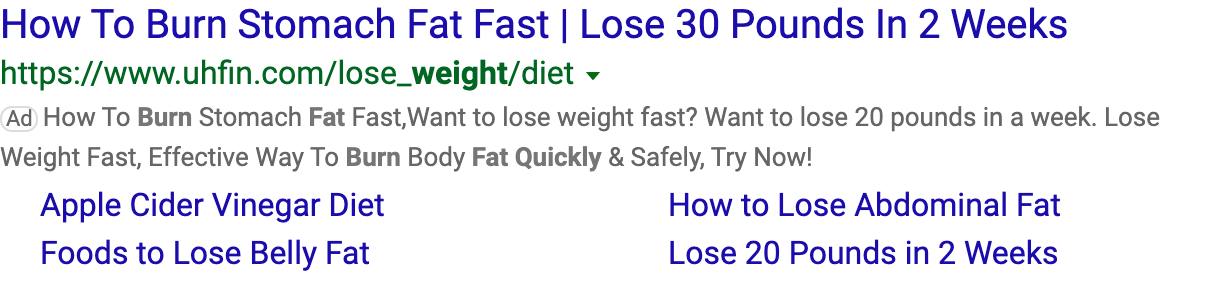 How To Burn Stomach Fat Fast | Lose 30 Pounds In 2 Weeks
https://www.uhfin.com/lose_weight/diet
Ad How To Burn Stomach Fat Fast,Want to lose weight fast? Want to lose 20 pounds in a week. Lose
Weight Fast, Effective Way To Burn Body Fat Quickly & Safely, Try Now!
Apple Cider Vinegar Diet How to Lose Abdominal Fat
Foods to Lose Belly Fat Lose 20 Pounds in 2 Weeks